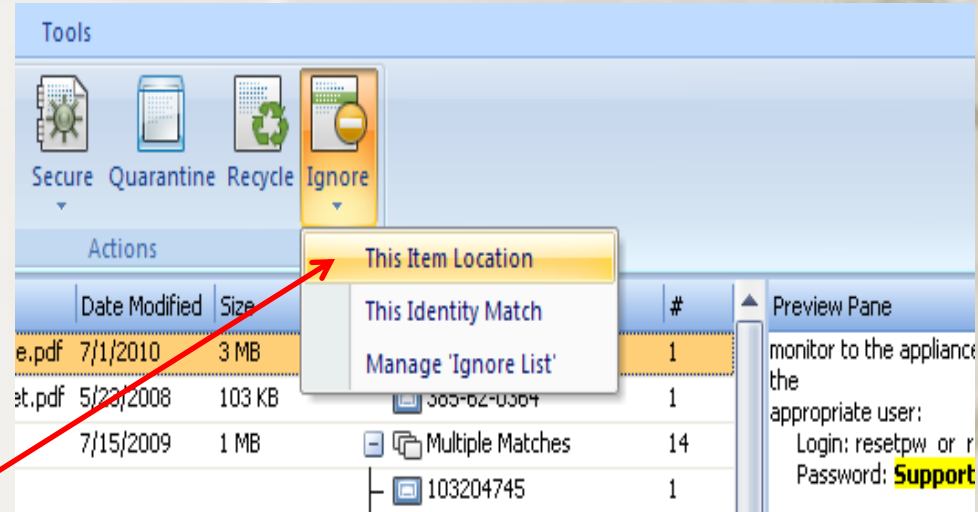 Tools
Secure Quarantine Recycle Ignore
Actions
This Item Location
This Identity Match
Manage 'Ignore List'
Date Modified Size # Preview Pane
e.pdf 7/1/2010 3 MB 1
et.pdf 5/23/2008 103 KB 385-62-0364 1
7/15/2009 1 MB Multiple Matches 14
103204745 1
monitor to the appliance
the
appropriate user:
Login: resetpw or r
Password: Support